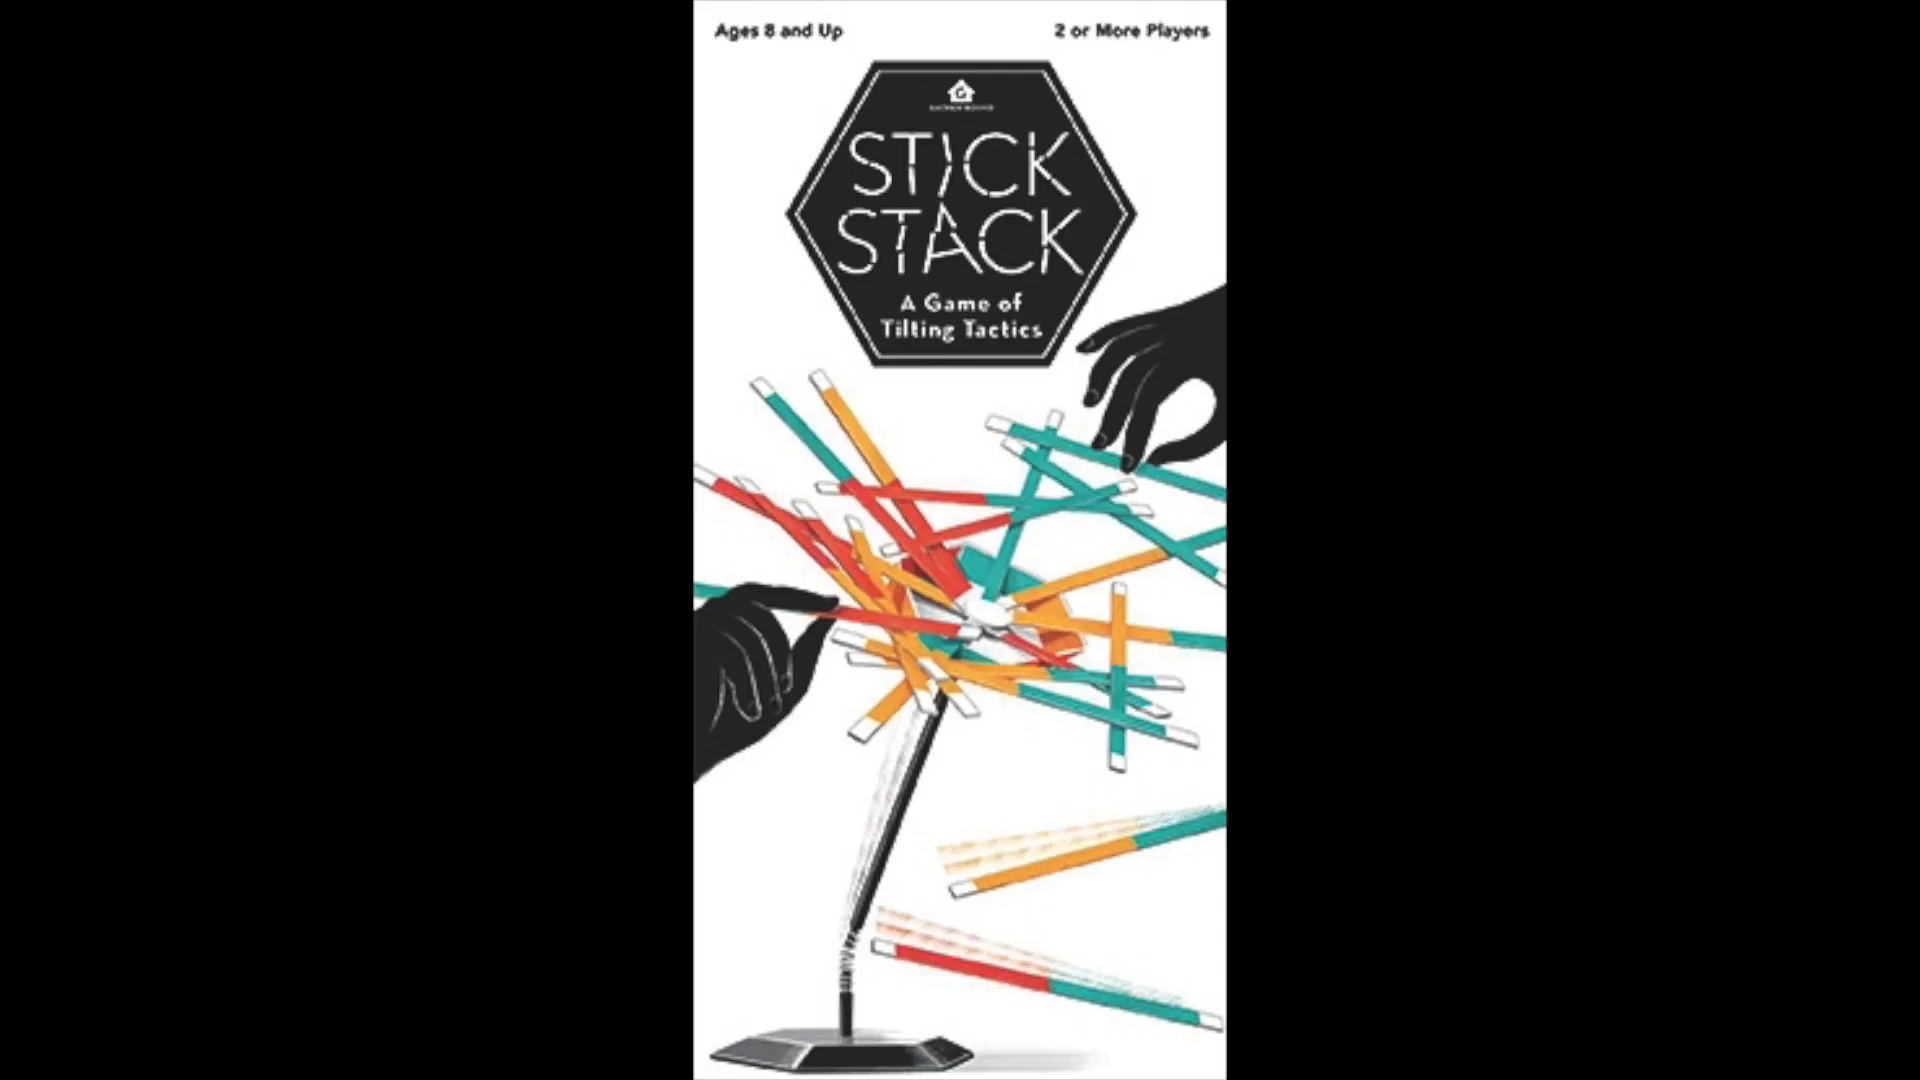 Ages 8 and Up
2 or More Players
STICK
STACK
A Game of
Tilting Tactics